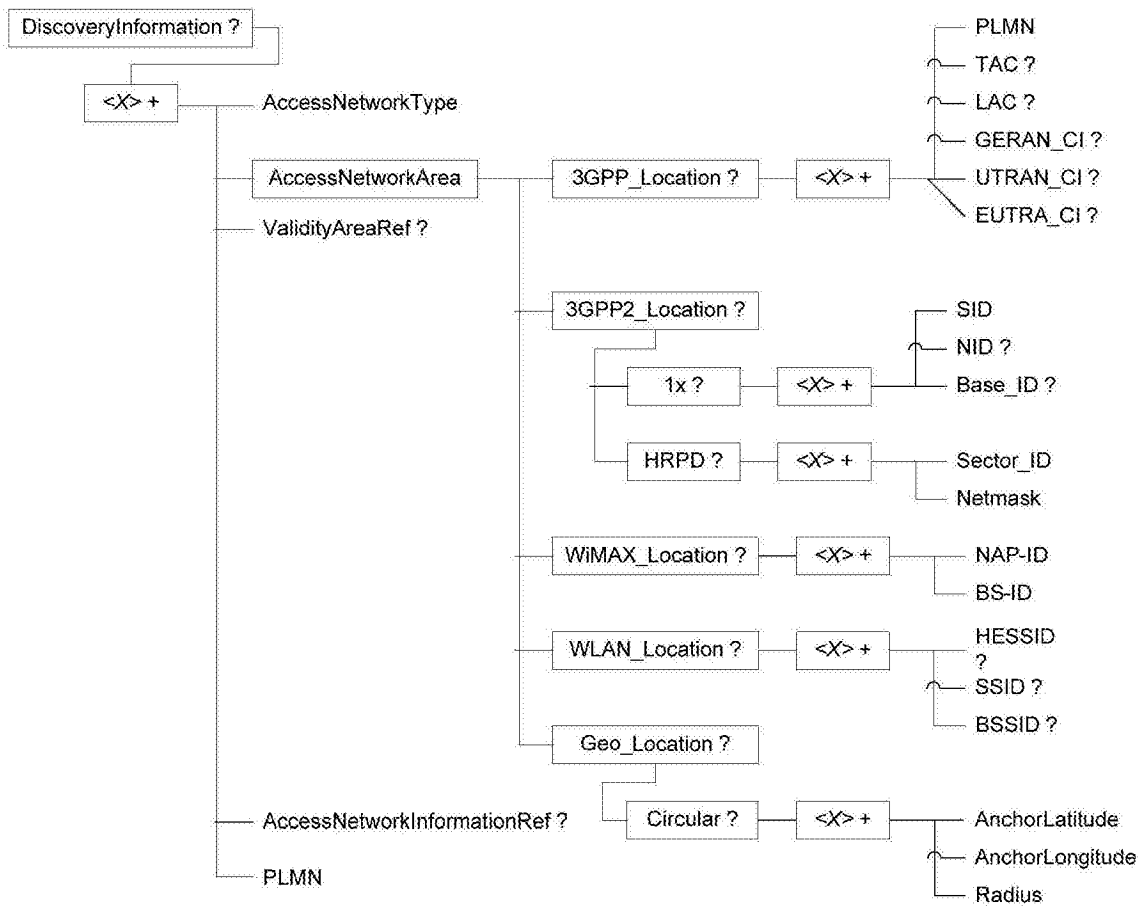 DiscoveryInformation ?
<X> +
AccessNetworkType
AccessNetworkArea
ValidityAreaRef ?
3GPP_Location ?
<X> +
PLMN
TAC ?
LAC ?
GERAN_CI ?
UTRAN_CI ?
EUTRA_CI ?
3GPP2_Location ?
1x ?
<X> +
SID
NID ?
Base_ID ?
HRPD ?
<X> +
Sector_ID
Netmask
WiMAX_Location ?
<X> +
NAP-ID
BS-ID
WLAN_Location ?
<X> +
HESSID
?
SSID ?
BSSID ?
Geo_Location ?
Circular ?
<X> +
AnchorLatitude
AnchorLongitude
Radius
AccessNetworkInformationRef ?
PLMN